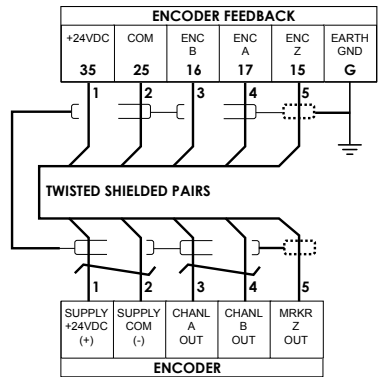 ENCODER FEEDBACK
+24VDC COM ENC ENC ENC EARTH
B A Z GND
35 25 16 17 15 G
1 2 3 4 5
TWISTED SHIELDED PAIRS
1 2 3 4 5
SUPPLY SUPPLY CHANL CHANL MRKR
+24VDC COM A B Z
(+) (-) OUT OUT OUT
ENCODER